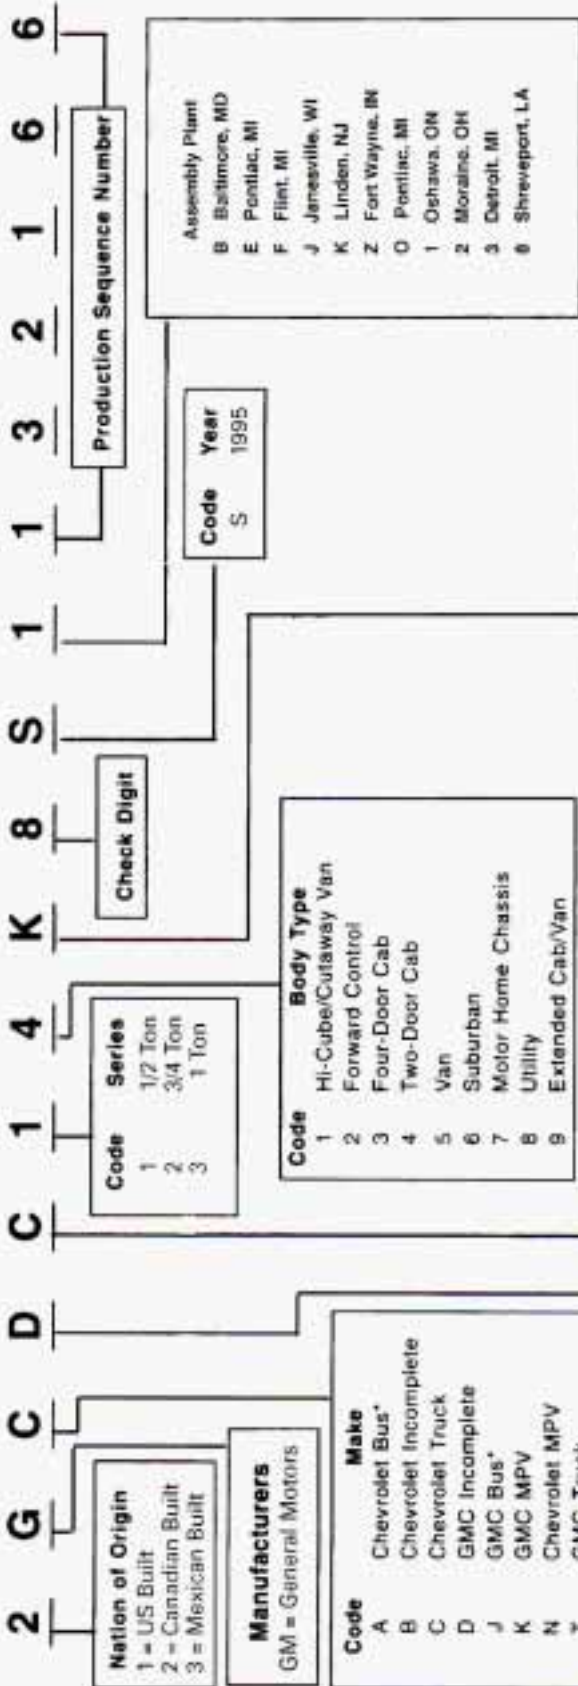 2 G C D C 1 4 K 8 S 1 1 3 2 1 6 6
Nation of Origin
1 = US Built
2 = Canadian Built
3 = Mexican Built
Manufacturers
GM = General Motors
Code Make
A Chevrolet Bus*
B Chevrolet Incomplete
C Chevrolet Truck
D GMC Incomplete
J GMC Bus*
K GMC MPV
N Chevrolet MPV
T GMC Truck
Code Series
1 1/2 Ton
2 3/4 Ton
3 1 Ton
Code Body Type
1 Hi-Cube/Cutaway Van
2 Forward Control
3 Four-Door Cab
4 Two-Door Cab
5 Van
6 Suburban
7 Motor Home Chassis
8 Utility
9 Extended Cab/Van
Check Digit
Code Year
S 1995
Production Sequence Number
Assembly Plant
B Baltimore, MD
E Pontiac, MI
F Flint, MI
J Janesville, WI
K Linden, NJ
Z Fort Wayne, IN
O Pontiac, MI
1 Oshawa, ON
2 Moraine, OH
3 Detroit, MI
8 Shreveport, LA